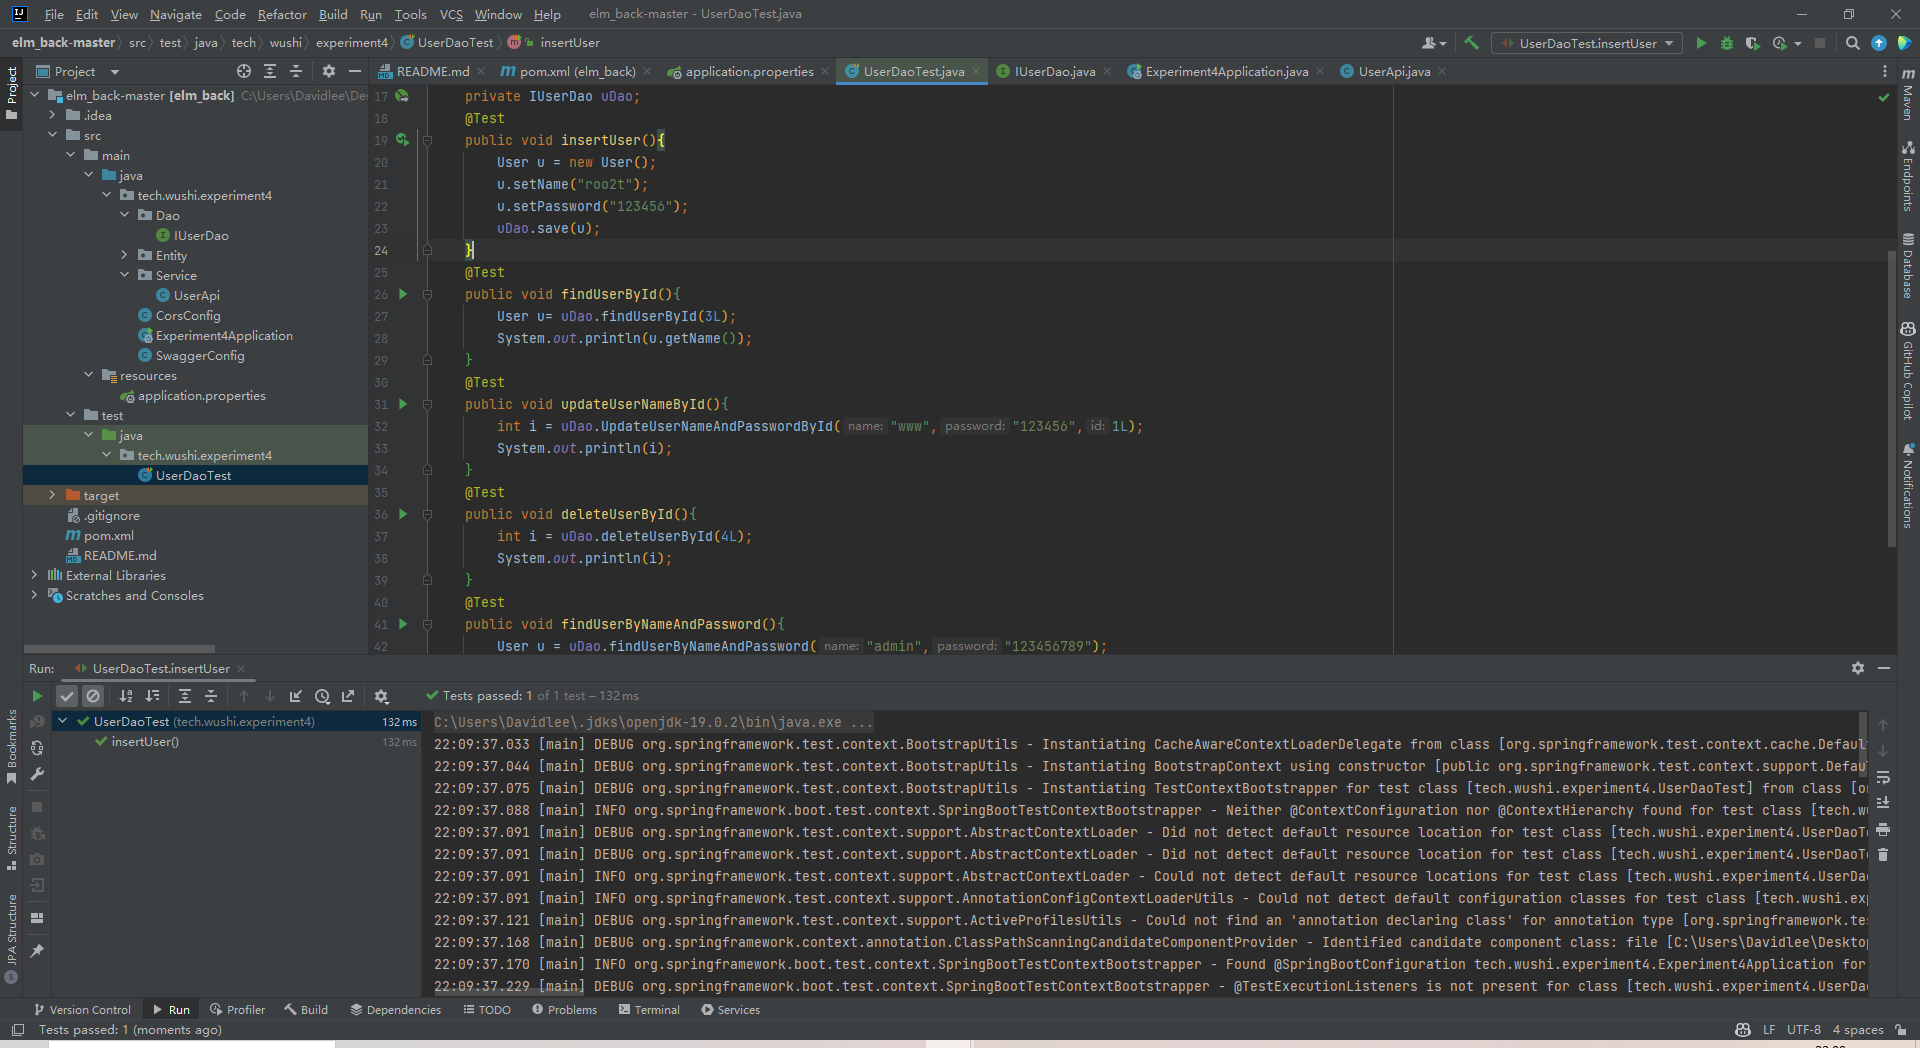 File Edit View Navigate Code Refactor Build Run Tools VCS Window Help elm_back-master - UserDaoTest.java
elm_back-master src test java tech wushi experiment4 UserDaoTest insertUser
UserDaoTest.insertUser
Project
README.md pom.xml (elm_back) application.properties UserDaoTest.java IUserDao.java Experiment4Application.java UserApi.java
Project
elm_back-master [elm_back] C:\Users\Davidlee\De
.idea
src
main
java
tech.wushi.experiment4
Dao
IUserDao
Entity
Service
UserApi
CorsConfig
Experiment4Application
SwaggerConfig
resources
application.properties
test
java
tech.wushi.experiment4
UserDaoTest
target
.gitignore
pom.xml
README.md
External Libraries
Scratches and Consoles
17 private IUserDao uDao;
18 @Test
19 public void insertUser(){
20 User u = new User();
21 u.setName("roo2t");
22 u.setPassword("123456");
23 uDao.save(u);
24 }
25 @Test
26 public void findUserById(){
27 User u= uDao.findUserById(3L);
28 System.out.println(u.getName());
29 }
30 @Test
31 public void updateUserNameById(){
32 int i = uDao.UpdateUserNameAndPasswordById( name: "www", password: "123456", id: 1L);
33 System.out.println(i);
34 }
35 @Test
36 public void deleteUserById(){
37 int i = uDao.deleteUserById(4L);
38 System.out.println(i);
39 }
40 @Test
41 public void findUserByNameAndPassword(){
42 User u = uDao.findUserByNameAndPassword( name: "admin", password: "123456789");
Maven
Endpoints
Database
GitHub Copilot
Notifications
Run: UserDaoTest.insertUser
Tests passed: 1 of 1 test – 132 ms
UserDaoTest (tech.wushi.experiment4) 132 ms
insertUser() 132 ms
C:\Users\Davidlee\.jdks\openjdk-19.0.2\bin\java.exe ...
22:09:37.033 [main] DEBUG org.springframework.test.context.BootstrapUtils - Instantiating CacheAwareContextLoaderDelegate from class [org.springframework.test.context.cache.Defaul
22:09:37.044 [main] DEBUG org.springframework.test.context.BootstrapUtils - Instantiating BootstrapContext using constructor [public org.springframework.test.context.support.Defau
22:09:37.075 [main] DEBUG org.springframework.test.context.BootstrapUtils - Instantiating TestContextBootstrapper for test class [tech.wushi.experiment4.UserDaoTest] from class [o
22:09:37.088 [main] INFO org.springframework.boot.test.context.SpringBootTestContextBootstrapper - Neither @ContextConfiguration nor @ContextHierarchy found for test class [tech.w
22:09:37.091 [main] DEBUG org.springframework.test.context.support.AbstractContextLoader - Did not detect default resource location for test class [tech.wushi.experiment4.UserDaoT
22:09:37.091 [main] DEBUG org.springframework.test.context.support.AbstractContextLoader - Did not detect default resource location for test class [tech.wushi.experiment4.UserDaoT
22:09:37.091 [main] INFO org.springframework.test.context.support.AbstractContextLoader - Could not detect default resource locations for test class [tech.wushi.experiment4.UserDa
22:09:37.091 [main] INFO org.springframework.test.context.support.AnnotationConfigContextLoaderUtils - Could not detect default configuration classes for test class [tech.wushi.ex
22:09:37.121 [main] DEBUG org.springframework.test.context.support.ActiveProfilesUtils - Could not find an 'annotation declaring class' for annotation type [org.springframework.te
22:09:37.168 [main] DEBUG org.springframework.context.annotation.ClassPathScanningCandidateComponentProvider - Identified candidate component class: file [C:\Users\Davidlee\Deskto
22:09:37.170 [main] INFO org.springframework.boot.test.context.SpringBootTestContextBootstrapper - Found @SpringBootConfiguration tech.wushi.experiment4.Experiment4Application for
22:09:37.229 [main] DEBUG org.springframework.boot.test.context.SpringBootTestContextBootstrapper - @TestExecutionListeners is not present for class [tech.wushi.experiment4.UserDa
Bookmarks
Structure
JPA Structure
Version Control Run Profiler Build Dependencies TODO Problems Terminal Services
Tests passed: 1 (moments ago) LF UTF-8 4 spaces